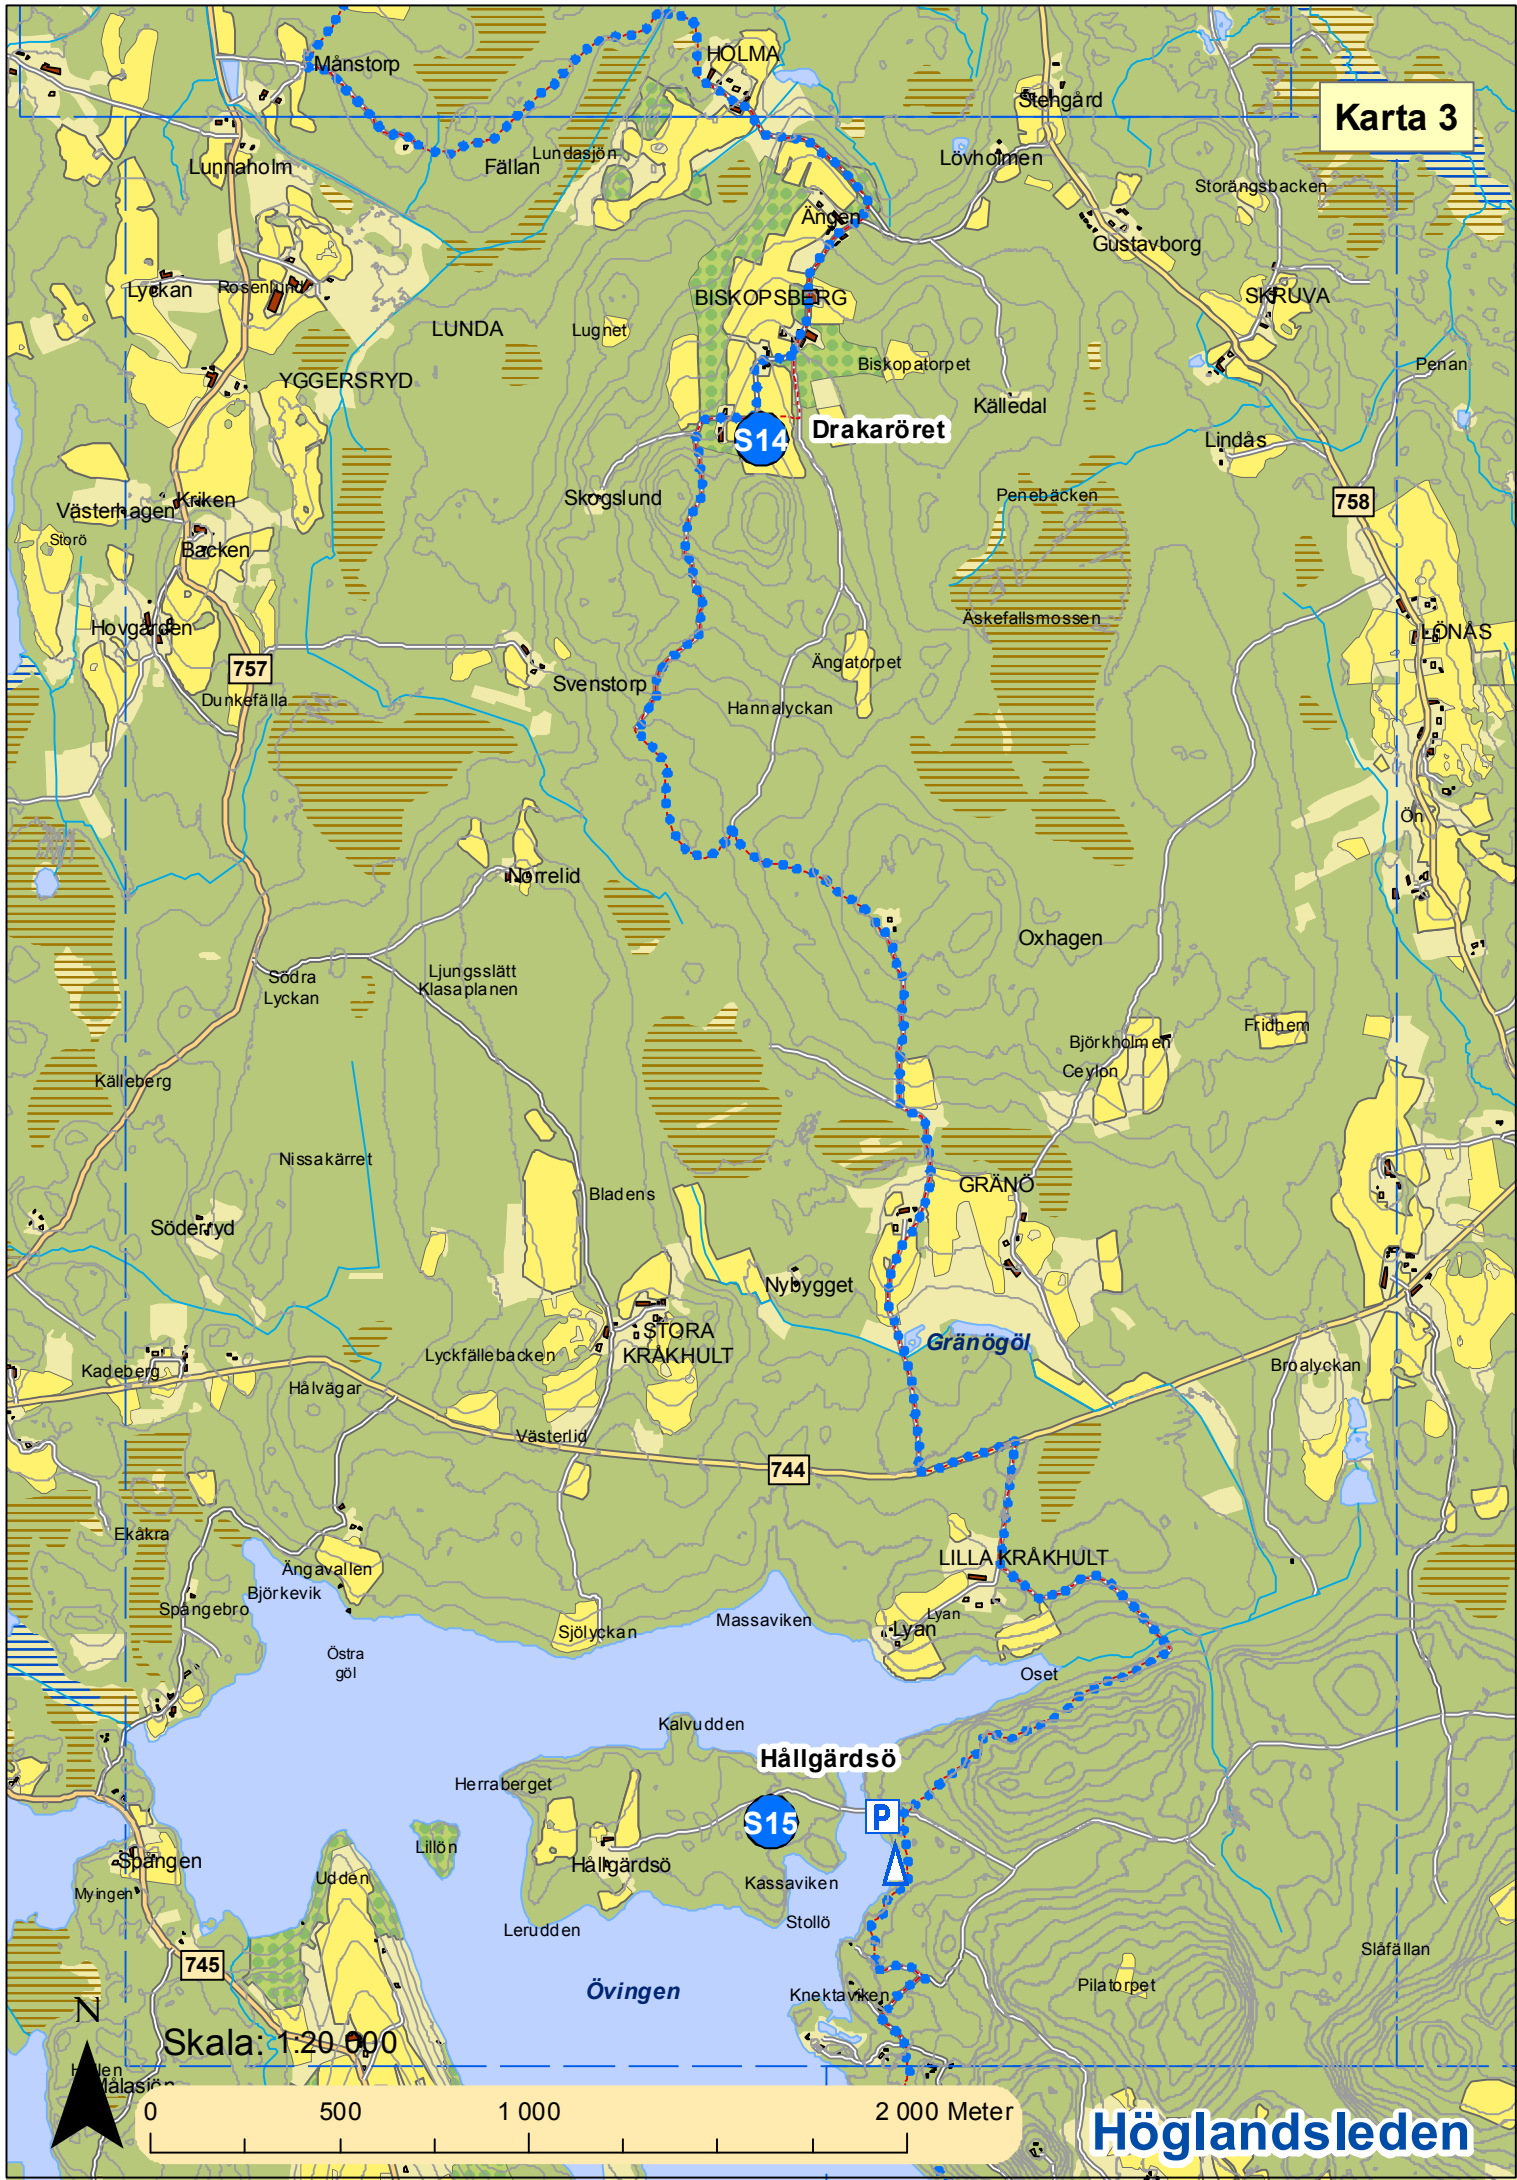 HOLMA
Månstorp
Stengård
Karta 3
Lunnaholm
Fällan
Lundasjön
Lövholmen
Storängsbacken
Ängen
Gustavborg
Lyckan
Rosenlund
BISKOPSBERG
SKRUVA
LUNDA
Lugnet
YGGERSRYD
Biskopatorpet
Penan
Källedal
Drakaröret
S14
Lindås
Skogslund
Penebäcken
758
Västerhagen
Kriken
Storö
Backen
Äskefallsmossen
Hovgården
LÖNÅS
757
Ängatorpet
Svenstorp
Dunkefälla
Hannalyckan
Ön
Norrelid
Oxhagen
Södra
Lyckan
Ljungsslätt
Klasaplanen
Fridhem
Björkholmen
Ceylon
Källeberg
Nissakärret
Bladens
GRÄNÖ
Söderryd
Nybygget
STORA
KRÅKHULT
Gränögöl
Lyckfällebacken
Kadeberg
Broalyckan
Hålvägar
Västerlid
744
Ekåkra
LILLA KRÅKHULT
Ängavallen
Björkevik
Spångebro
Massaviken
Lyan
Lyan
Sjölyckan
Östra
göl
Oset
Kalvudden
Hållgärdsö
Herraberget
P
S15
Lillön
Spången
Hållgärdsö
Udden
Kassaviken
Myingen
Stollö
Lerudden
Slåfällan
745
Övingen
Pilatorpet
Knektaviken
N
Skala: 1:20 000
Målasjön
0 500 1 000 2 000 Meter
Höglandsleden